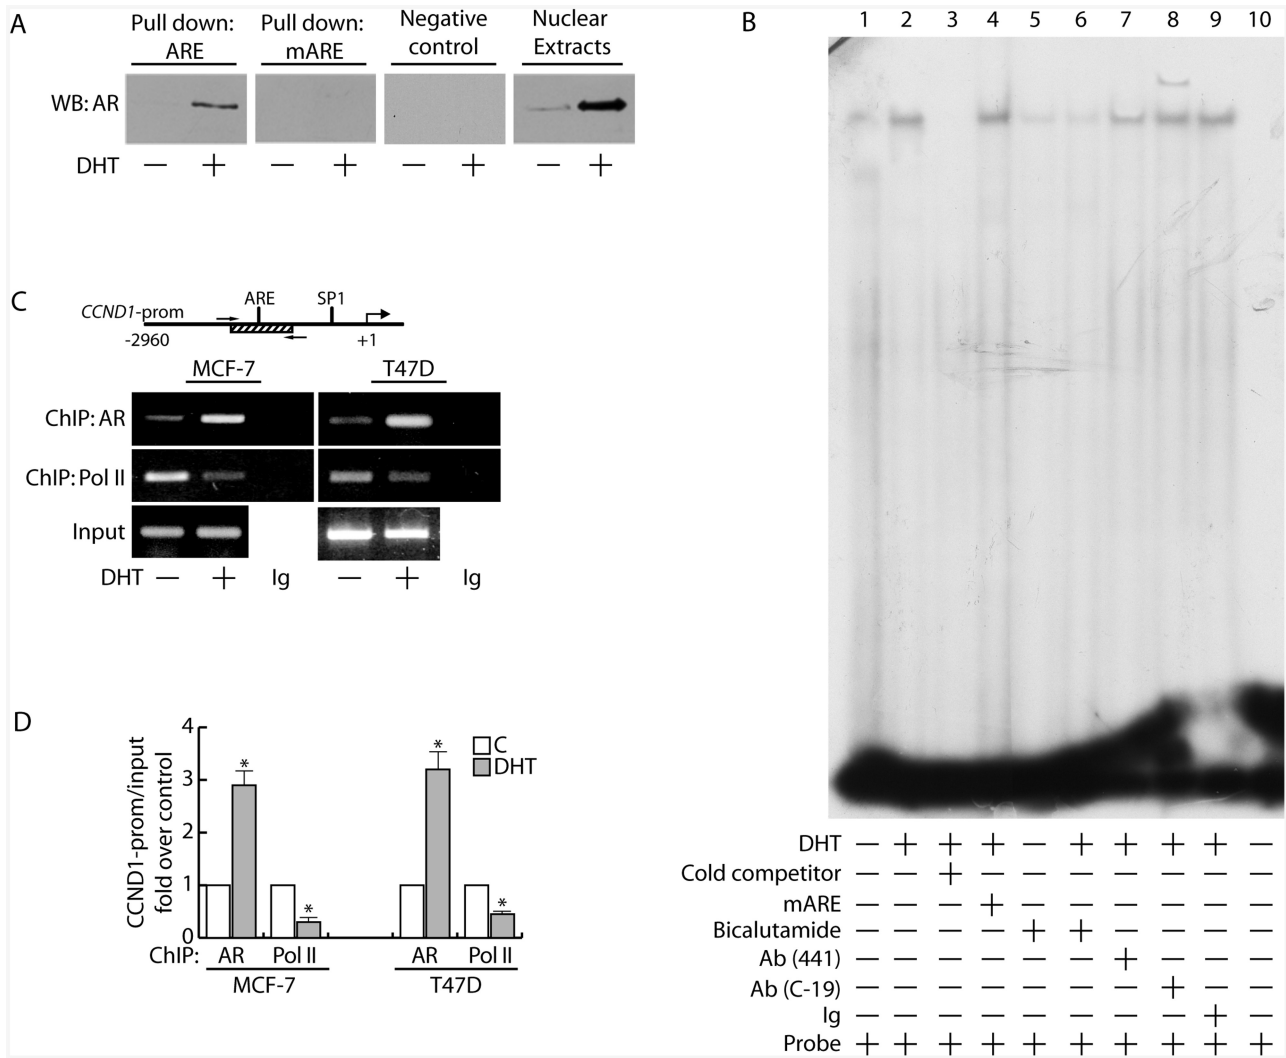 A
Pull down: ARE
Pull down: mARE
Negative control
Nuclear Extracts
WB: AR
DHT — + — + — + — +
B
1 2 3 4 5 6 7 8 9 10
DHT — + + + — + + + + —
Cold competitor — — + — — — — — — —
mARE — — — + — — — — — —
Bicalutamide — — — — + + — — — —
Ab (441) — — — — — — + — — —
Ab (C-19) — — — — — — — + — —
Ig — — — — — — — — + —
Probe + + + + + + + + + +
C
ARE SP1
CCND1-prom
-2960 +1
MCF-7 T47D
ChIP: AR
ChIP: Pol II
Input
DHT — + Ig — + Ig
D
CCND1-prom/input
fold over control
4
3
2
1
0
* * * *
C
DHT
ChIP: AR Pol II AR Pol II
MCF-7 T47D